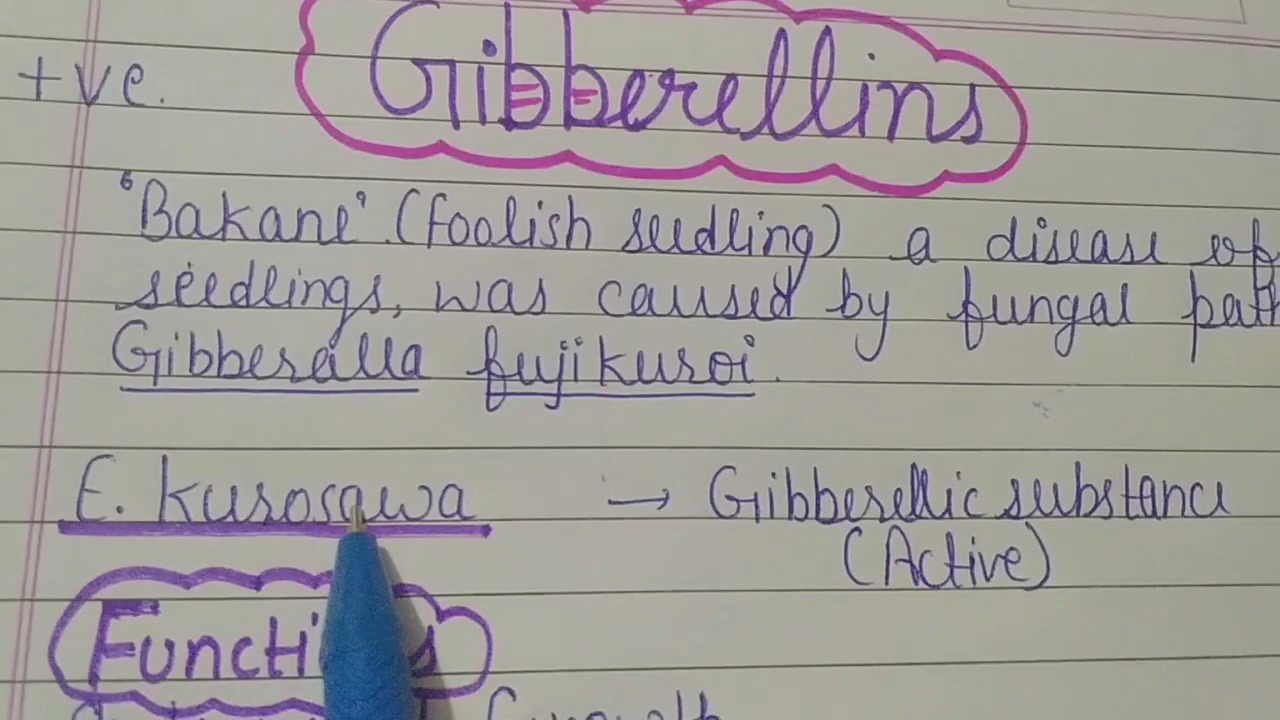 Gibberellins
+ve.
'Bakane' (foolish seedling) a disease of
seedlings, was caused by fungal path
Gibberella fujikuroi.
E. Kurosawa → Gibberellic substance
(Active)
Growth